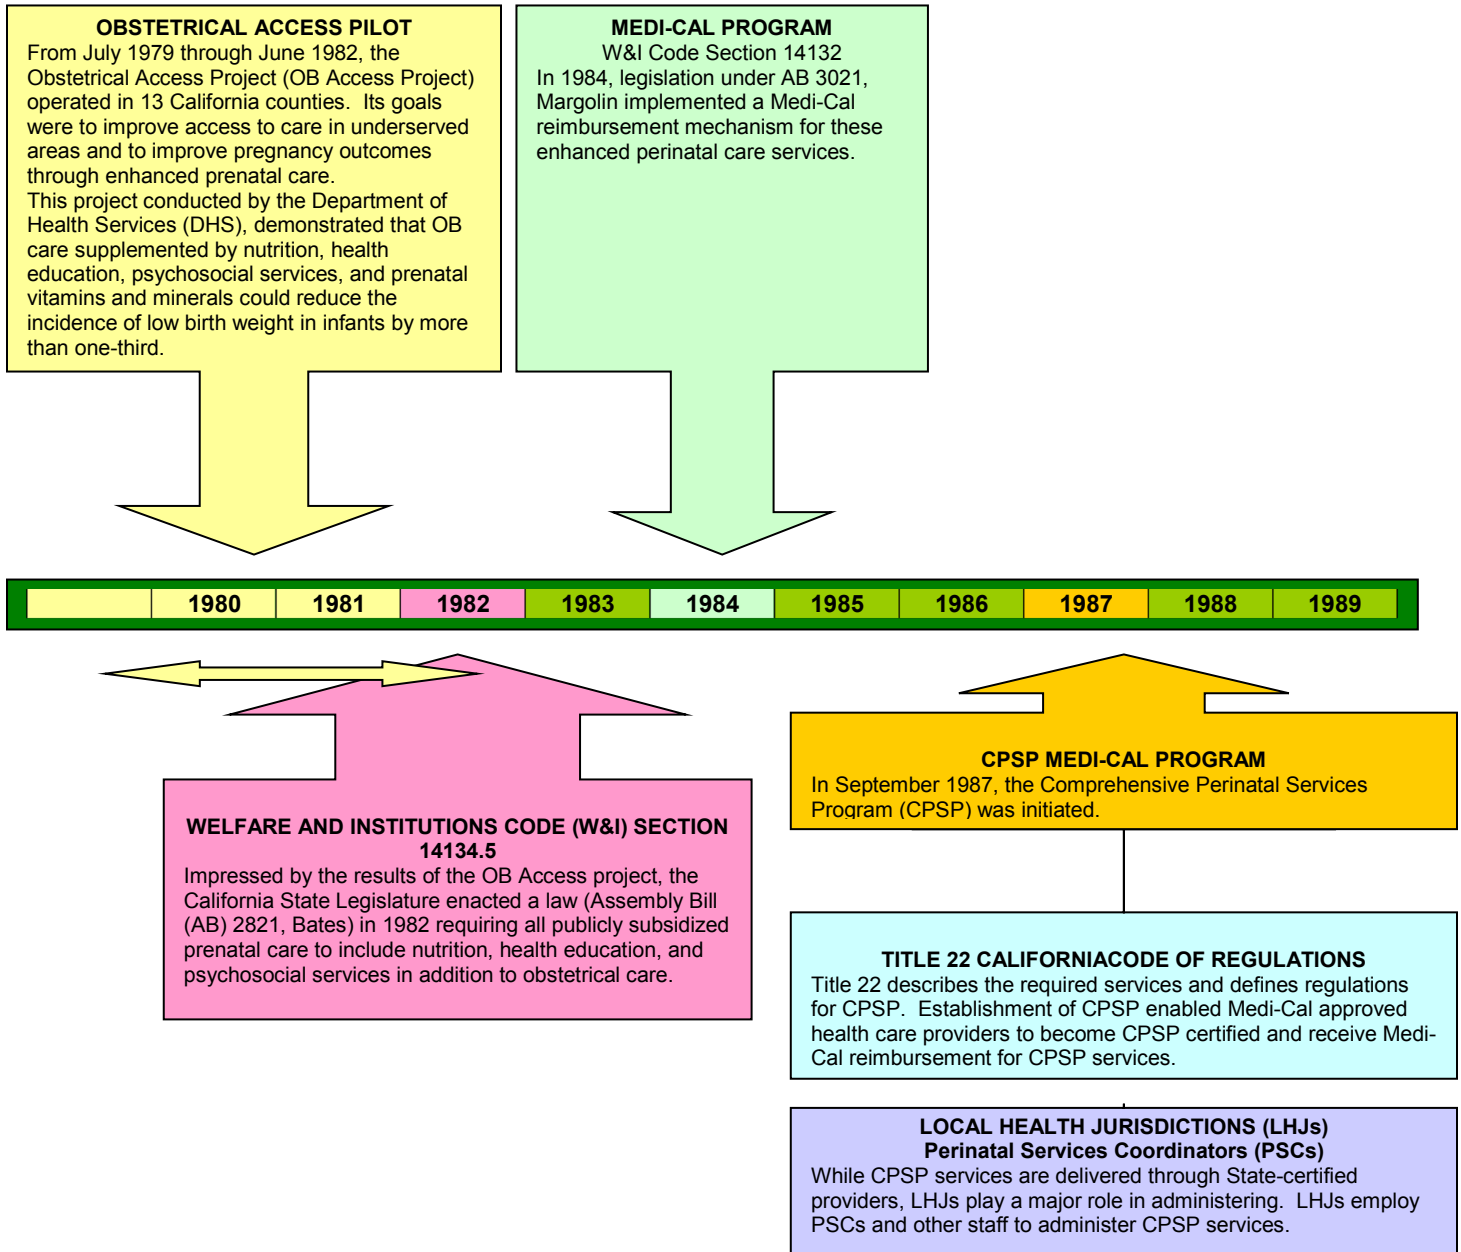 OBSTETRICAL ACCESS PILOT
From July 1979 through June 1982, the
Obstetrical Access Project (OB Access Project)
operated in 13 California counties.  Its goals
were to improve access to care in underserved
areas and to improve pregnancy outcomes
through enhanced prenatal care.
This project conducted by the Department of
Health Services (DHS), demonstrated that OB
care supplemented by nutrition, health
education, psychosocial services, and prenatal
vitamins and minerals could reduce the
incidence of low birth weight in infants by more
than one-third.
MEDI-CAL PROGRAM
W&I Code Section 14132
In 1984, legislation under AB 3021,
Margolin implemented a Medi-Cal
reimbursement mechanism for these
enhanced perinatal care services.
1980 1981 1982 1983 1984 1985 1986 1987 1988 1989
WELFARE AND INSTITUTIONS CODE (W&I) SECTION
14134.5
Impressed by the results of the OB Access project, the
California State Legislature enacted a law (Assembly Bill
(AB) 2821, Bates) in 1982 requiring all publicly subsidized
prenatal care to include nutrition, health education, and
psychosocial services in addition to obstetrical care.
CPSP MEDI-CAL PROGRAM
In September 1987, the Comprehensive Perinatal Services
Program (CPSP) was initiated.
TITLE 22 CALIFORNIACODE OF REGULATIONS
Title 22 describes the required services and defines regulations
for CPSP.  Establishment of CPSP enabled Medi-Cal approved
health care providers to become CPSP certified and receive Medi-
Cal reimbursement for CPSP services.
LOCAL HEALTH JURISDICTIONS (LHJs)
Perinatal Services Coordinators (PSCs)
While CPSP services are delivered through State-certified
providers, LHJs play a major role in administering.  LHJs employ
PSCs and other staff to administer CPSP services.